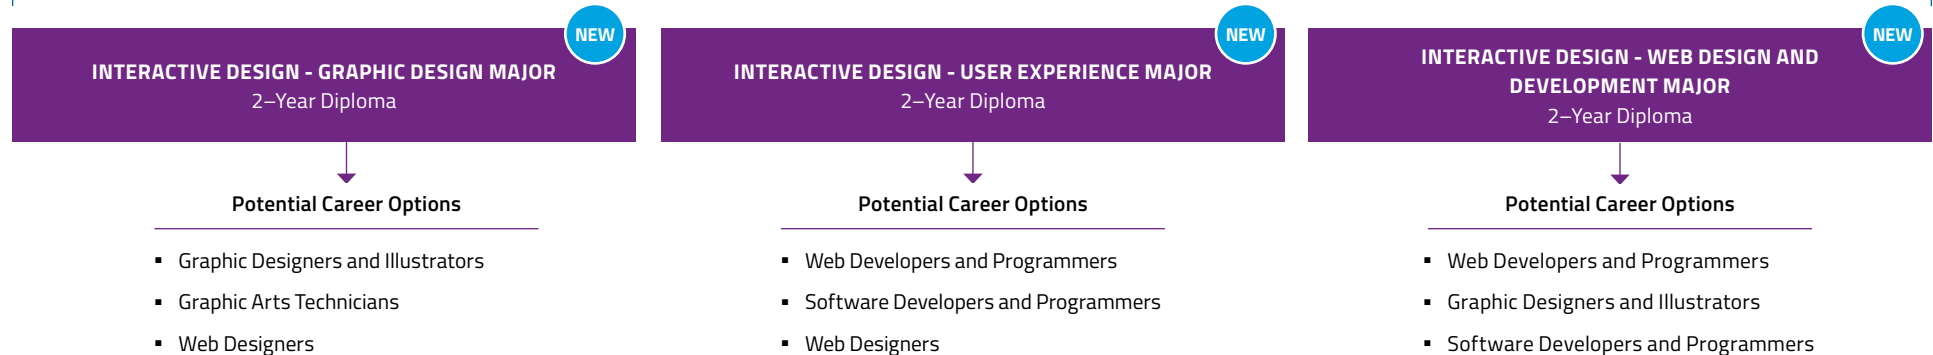 NEW
INTERACTIVE DESIGN - GRAPHIC DESIGN MAJOR
2–Year Diploma
Potential Career Options
▪ Graphic Designers and Illustrators
▪ Graphic Arts Technicians
▪ Web Designers
NEW
INTERACTIVE DESIGN - USER EXPERIENCE MAJOR
2–Year Diploma
Potential Career Options
▪ Web Developers and Programmers
▪ Software Developers and Programmers
▪ Web Designers
NEW
INTERACTIVE DESIGN - WEB DESIGN AND
DEVELOPMENT MAJOR
2–Year Diploma
Potential Career Options
▪ Web Developers and Programmers
▪ Graphic Designers and Illustrators
▪ Software Developers and Programmers